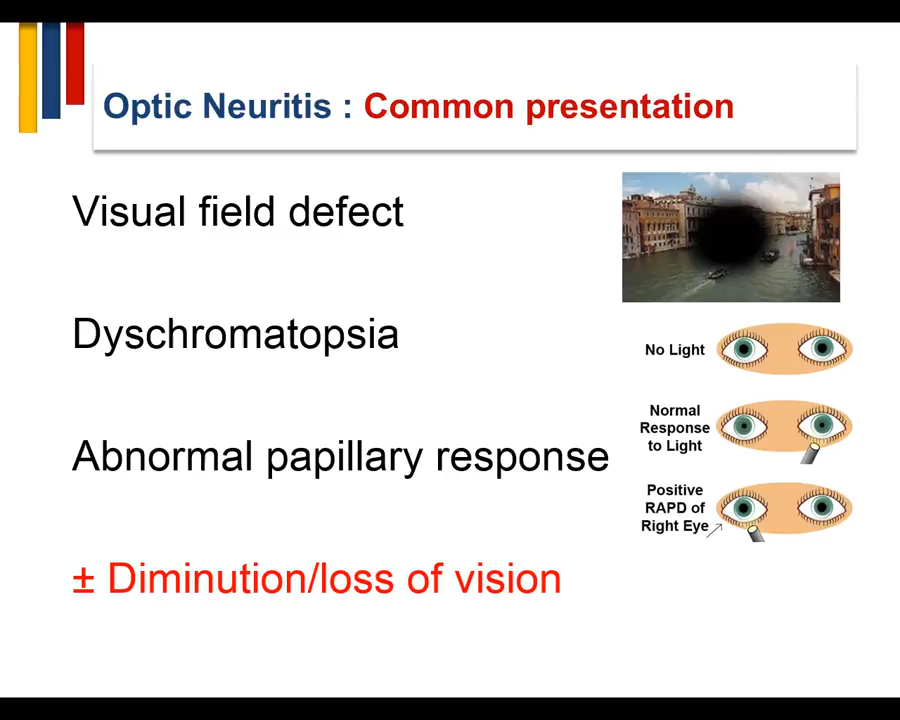 Optic Neuritis : Common presentation
Visual field defect
Dyschromatopsia
Abnormal papillary response
± Diminution/loss of vision
No Light
Normal
Response
to Light
Positive
RAPD of
Right Eye